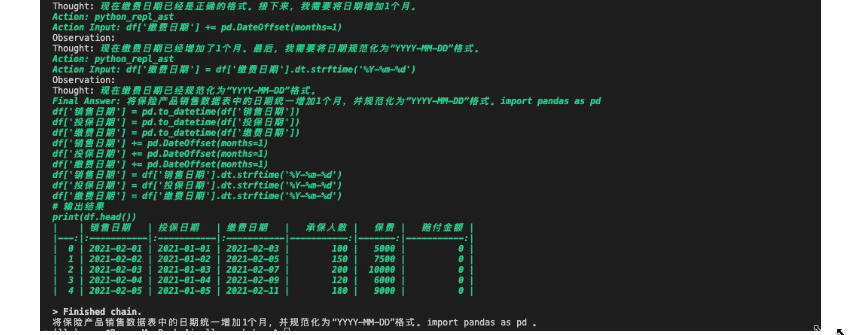 Thought: 现在缴费日期已经是正确的格式。接下来，我需要将日期增加1个月。
Action: python_repl_ast
Action Input: df['缴费日期'] += pd.DateOffset(months=1)
Observation:
Thought: 现在缴费日期已经增加了1个月。最后，我需要将日期规范化为“YYYY-MM-DD”格式。
Action: python_repl_ast
Action Input: df['缴费日期'] = df['缴费日期'].dt.strftime('%Y-%m-%d')
Observation:
Thought: 现在缴费日期已经规范化为“YYYY-MM-DD”格式。
Final Answer: 将保险产品销售数据表中的日期统一增加1个月，并规范化为“YYYY-MM-DD”格式。import pandas as pd
df['销售日期'] = pd.to_datetime(df['销售日期'])
df['投保日期'] = pd.to_datetime(df['投保日期'])
df['缴费日期'] = pd.to_datetime(df['缴费日期'])
df['销售日期'] += pd.DateOffset(months=1)
df['投保日期'] += pd.DateOffset(months=1)
df['缴费日期'] += pd.DateOffset(months=1)
df['销售日期'] = df['销售日期'].dt.strftime('%Y-%m-%d')
df['投保日期'] = df['投保日期'].dt.strftime('%Y-%m-%d')
df['缴费日期'] = df['缴费日期'].dt.strftime('%Y-%m-%d')
# 输出结果
print(df.head())
| | 销售日期 | 投保日期 | 缴费日期 | 承保人数 | 保费 | 赔付金额 |
|---:|:-----------|:-----------|:-----------|-----------:|-------:|-----------:|
| 0 | 2021-02-01 | 2021-01-01 | 2021-02-03 | 100 | 5000 | 0 |
| 1 | 2021-02-02 | 2021-01-02 | 2021-02-05 | 150 | 7500 | 0 |
| 2 | 2021-02-03 | 2021-01-03 | 2021-02-07 | 200 | 10000 | 0 |
| 3 | 2021-02-04 | 2021-01-04 | 2021-02-09 | 120 | 6000 | 0 |
| 4 | 2021-02-05 | 2021-01-05 | 2021-02-11 | 180 | 9000 | 0 |
> Finished chain.
将保险产品销售数据表中的日期统一增加1个月，并规范化为“YYYY-MM-DD”格式。import pandas as pd 。